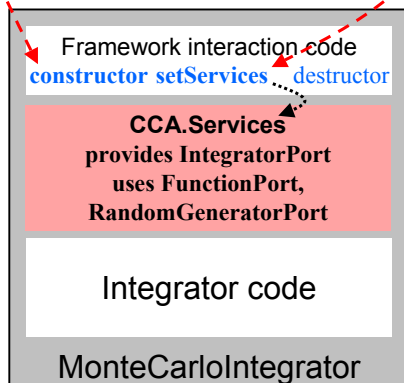 Framework interaction code
constructor setServices destructor
CCA.Services
provides IntegratorPort
uses FunctionPort,
RandomGeneratorPort
Integrator code
MonteCarloIntegrator